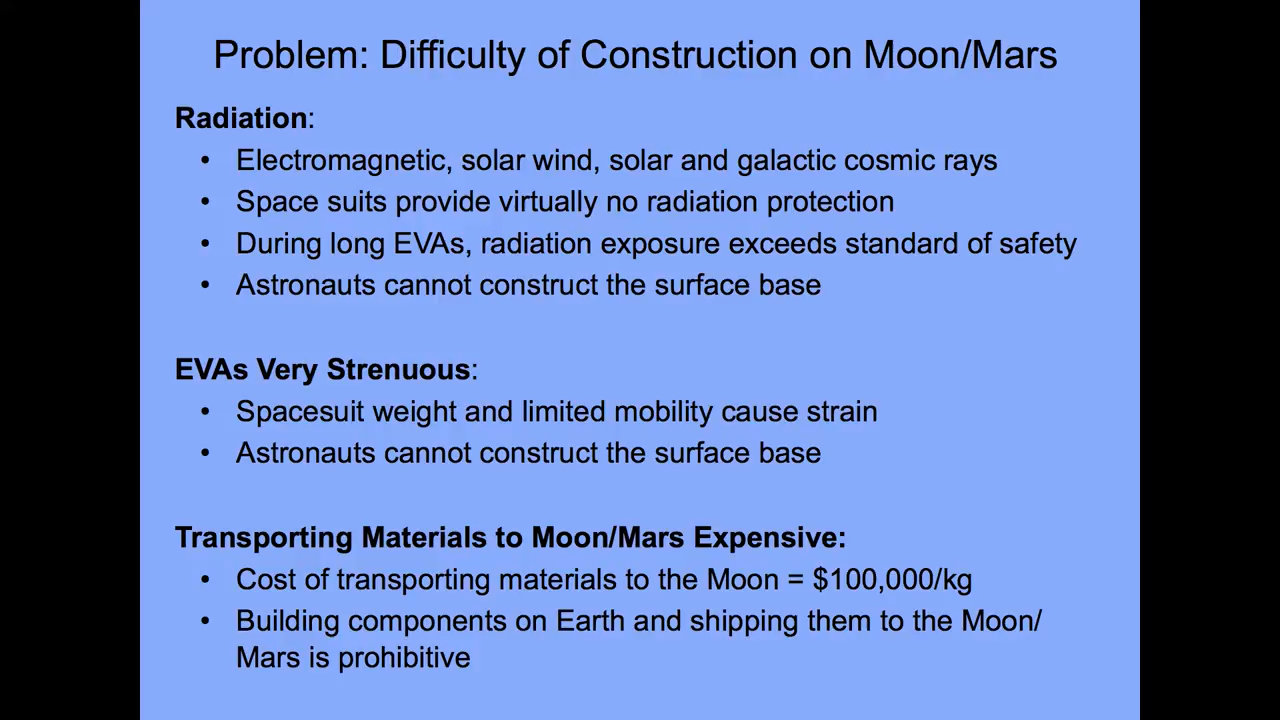 Problem: Difficulty of Construction on Moon/Mars
Radiation:
• Electromagnetic, solar wind, solar and galactic cosmic rays
• Space suits provide virtually no radiation protection
• During long EVAs, radiation exposure exceeds standard of safety
• Astronauts cannot construct the surface base
EVAs Very Strenuous:
• Spacesuit weight and limited mobility cause strain
• Astronauts cannot construct the surface base
Transporting Materials to Moon/Mars Expensive:
• Cost of transporting materials to the Moon = $100,000/kg
• Building components on Earth and shipping them to the Moon/
Mars is prohibitive